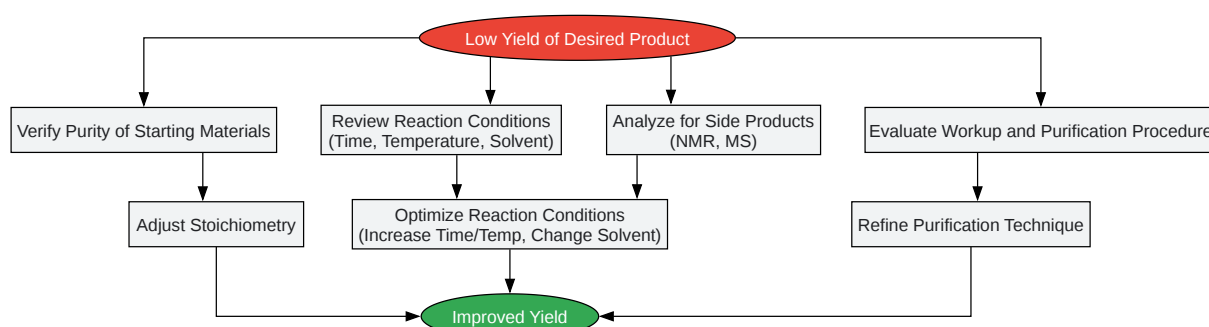 Low Yield of Desired Product
Verify Purity of Starting Materials
Review Reaction Conditions
(Time, Temperature, Solvent)
Analyze for Side Products
(NMR, MS)
Evaluate Workup and Purification Procedure
Adjust Stoichiometry
Optimize Reaction Conditions
(Increase Time/Temp, Change Solvent)
Refine Purification Technique
Improved Yield